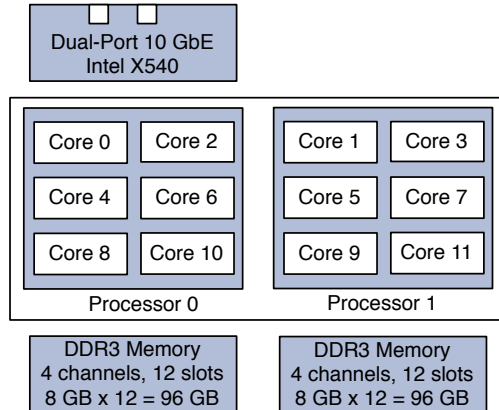 Dual-Port 10 GbE
Intel X540
Core 0
Core 2
Core 1
Core 3
Core 4
Core 6
Core 5
Core 7
Core 8
Core 10
Core 9
Core 11
Processor 0
Processor 1
DDR3 Memory
4 channels, 12 slots
8 GB x 12 = 96 GB
DDR3 Memory
4 channels, 12 slots
8 GB x 12 = 96 GB